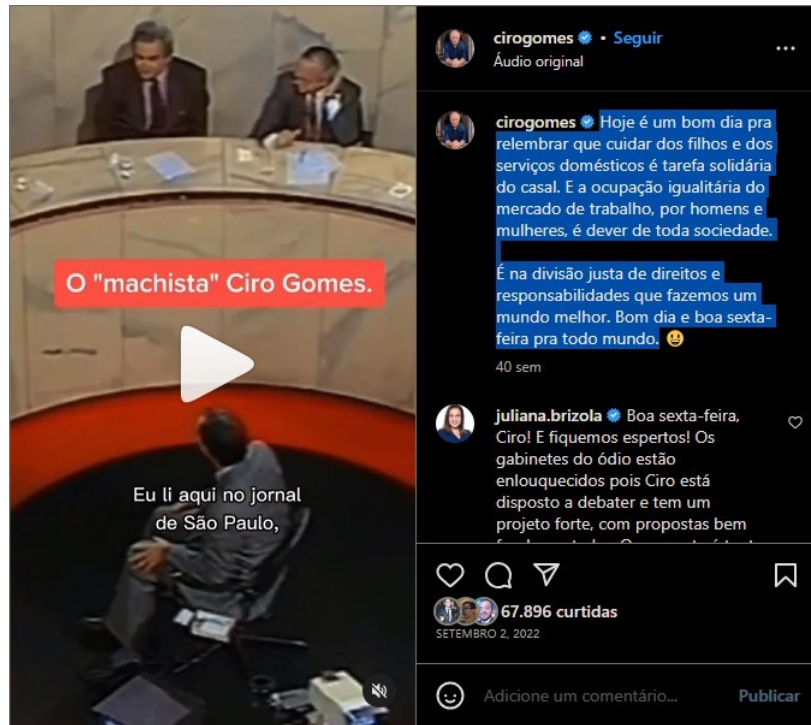 O "machista" Ciro Gomes.
Eu li aqui no jornal
de São Paulo,
cirogomes • Seguir
Áudio original
cirogomes Hoje é um bom dia pra
relembrar que cuidar dos filhos e dos
serviços domésticos é tarefa solidária
do casal. E a ocupação igualitária do
mercado de trabalho, por homens e
mulheres, é dever de toda sociedade.
É na divisão justa de direitos e
responsabilidades que fazemos um
mundo melhor. Bom dia e boa sexta-
feira pra todo mundo. 😃
40 sem
juliana.brizola Boa sexta-feira,
Ciro! E fiquemos espertos! Os
gabinetes do ódio estão
enlouquecidos pois Ciro está
disposto a debater e tem um
projeto forte, com propostas bem
67.896 curtidas
SETEMBRO 2, 2022
Adicione um comentário...
Publicar